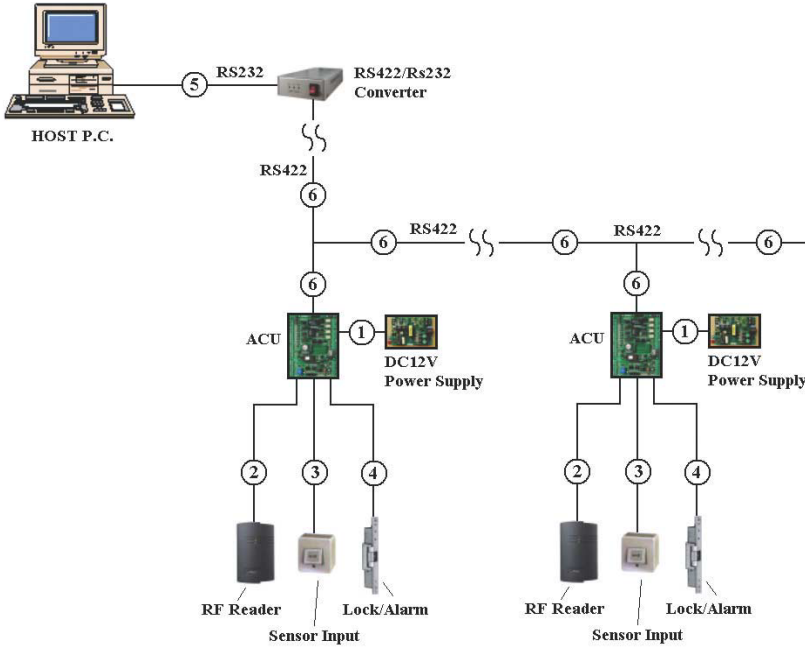 RS232
5
RS422/Rs232
Converter
HOST P.C.
RS422
6
6
RS422
6
RS422
6
6
6
ACU
1
DC12V
Power Supply
ACU
1
DC12V
Power Supply
2
3
4
2
3
4
RF Reader
Lock/Alarm
Sensor Input
RF Reader
Lock/Alarm
Sensor Input